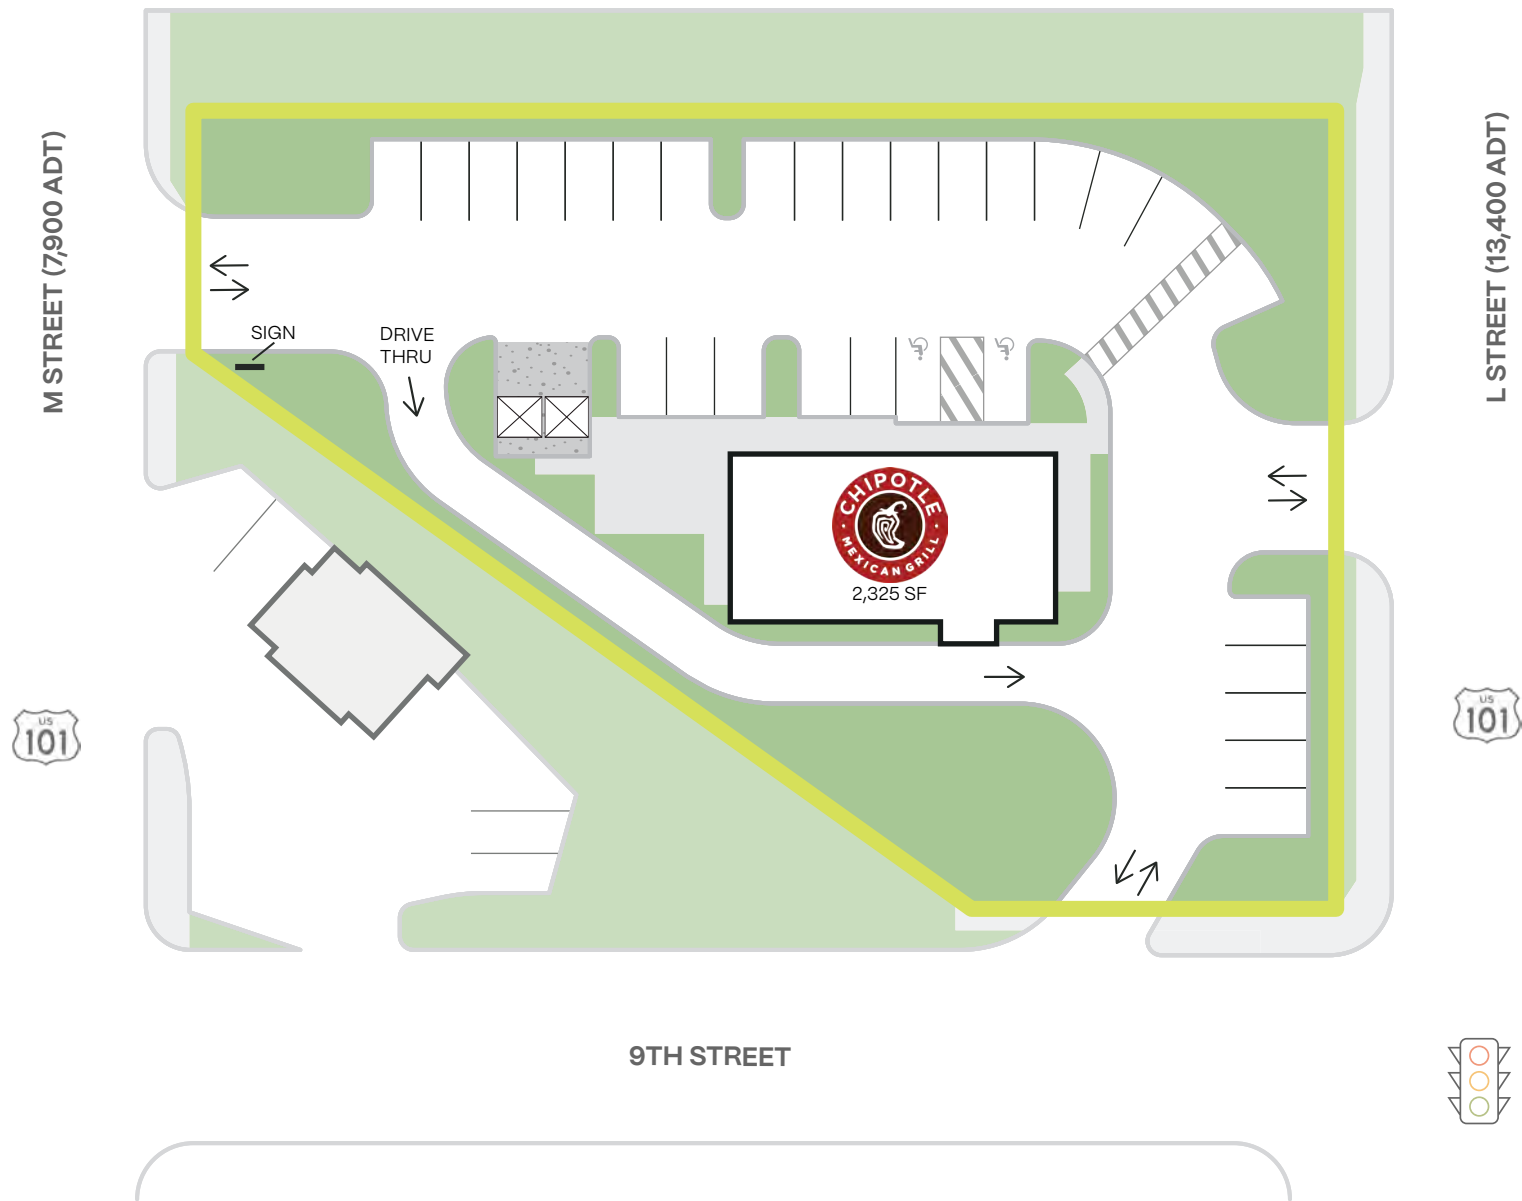 M STREET (7,900 ADT)
L STREET (13,400 ADT)
SIGN
DRIVE
THRU
CHIPOTLE
MEXICAN GRILL
2,325 SF
US
101
US
101
9TH STREET